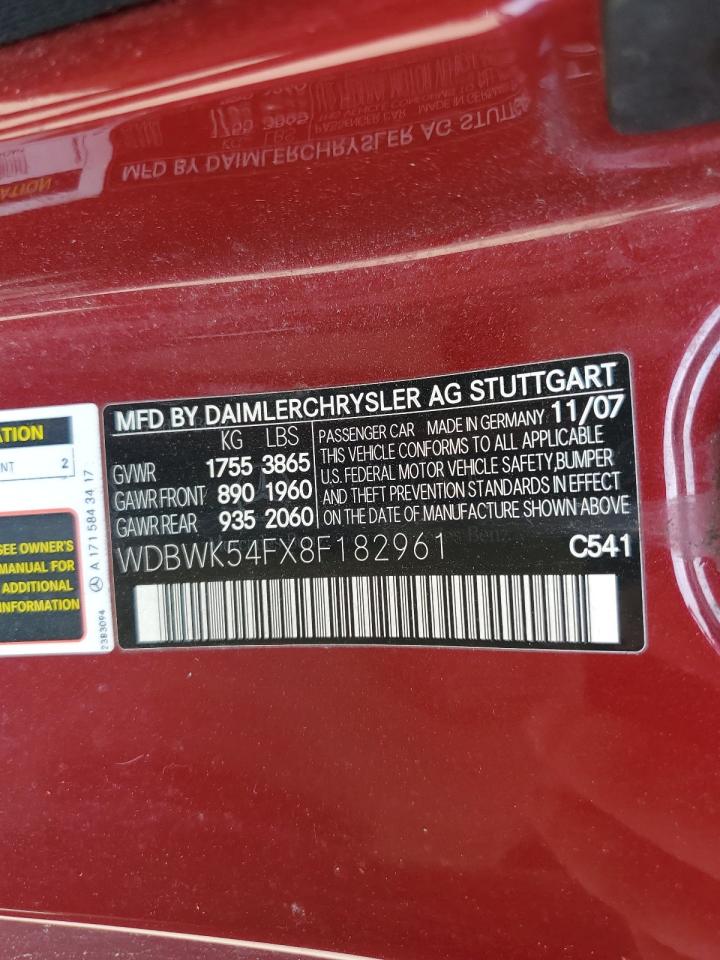 MFD BY DAIMLERCHRYSLER AG STUTTG
MFD BY DAIMLERCHRYSLER AG STUTTGART
KG LBS
GVWR 1755 3865
GAWR FRONT 890 1960
GAWR REAR 935 2060
PASSENGER CAR MADE IN GERMANY 11/07
THIS VEHICLE CONFORMS TO ALL APPLICABLE
U.S. FEDERAL MOTOR VEHICLE SAFETY,BUMPER
AND THEFT PREVENTION STANDARDS IN EFFECT
ON THE DATE OF MANUFACTURE SHOWN ABOVE
WDBWK54FX8F182961 C541
ATION
NT 2
SEE OWNER'S
MANUAL FOR
ADDITIONAL
INFORMATION
A 171 584 34 17
2383094